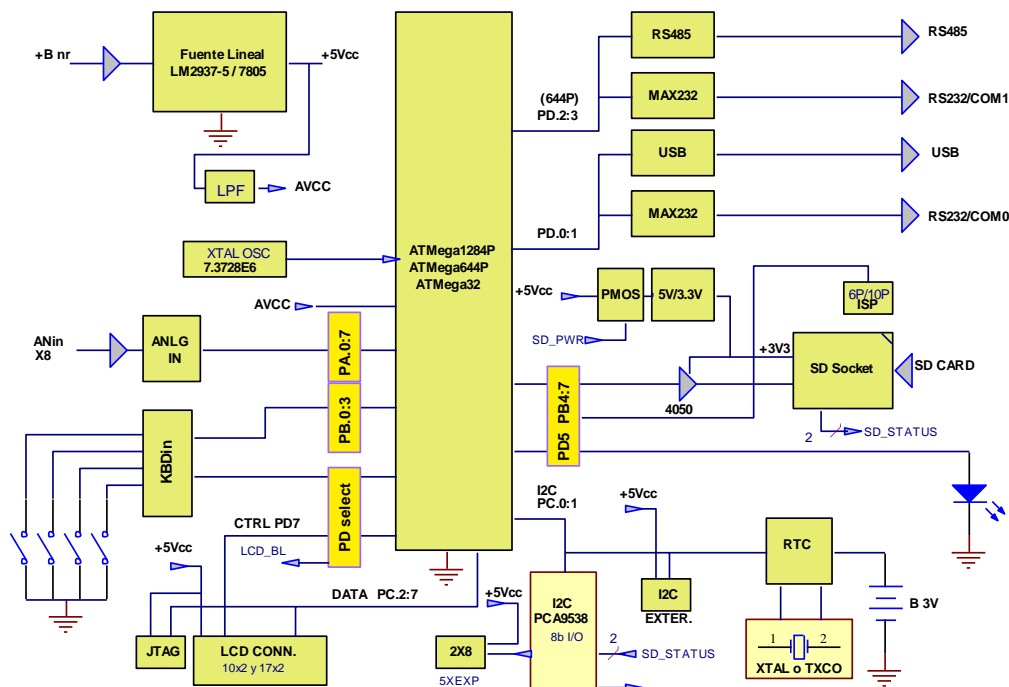 +B nr
Fuente Lineal
LM2937-5 / 7805
+5Vcc
LPF
AVCC
XTAL OSC
7.3728E6
AVCC
ANin
X8
ANLG
IN
PA.0:7
PB.0:3
KBDin
PD select
CTRL PD7
LCD_BL
+5Vcc
DATA PC.2:7
JTAG
LCD CONN.
10x2 y 17x2
ATMega1284P
ATMega644P
ATMega32
(644P)
PD.2:3
PD.0:1
RS485
RS485
MAX232
RS232/COM1
USB
USB
MAX232
RS232/COM0
+5Vcc
PMOS
5V/3.3V
SD_PWR
6P/10P
ISP
+3V3
SD Socket
SD CARD
4050
PD5 PB4:7
2
SD_STATUS
I2C
PC.0:1
+5Vcc
I2C
EXTER.
RTC
B 3V
1
2
XTAL o TXCO
+5Vcc
2X8
5XEXP
I2C
PCA9538
8b I/O
2
SD_STATUS